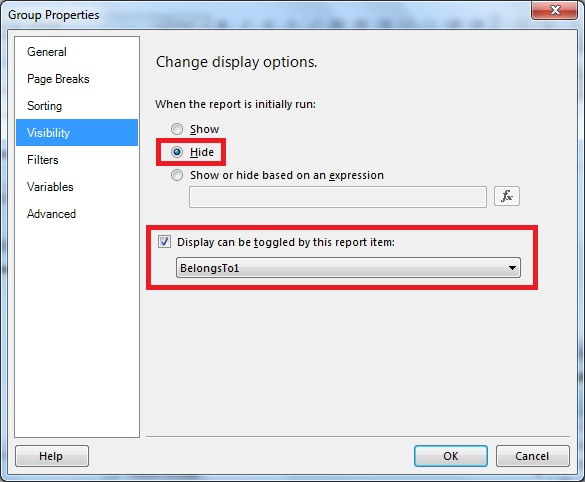 Group Properties
General
Page Breaks
Sorting
Visibility
Filters
Variables
Advanced
Change display options.
When the report is initially run:
Show
Hide
Show or hide based on an expression
fx
Display can be toggled by this report item:
BelongsTo1
Help
OK
Cancel